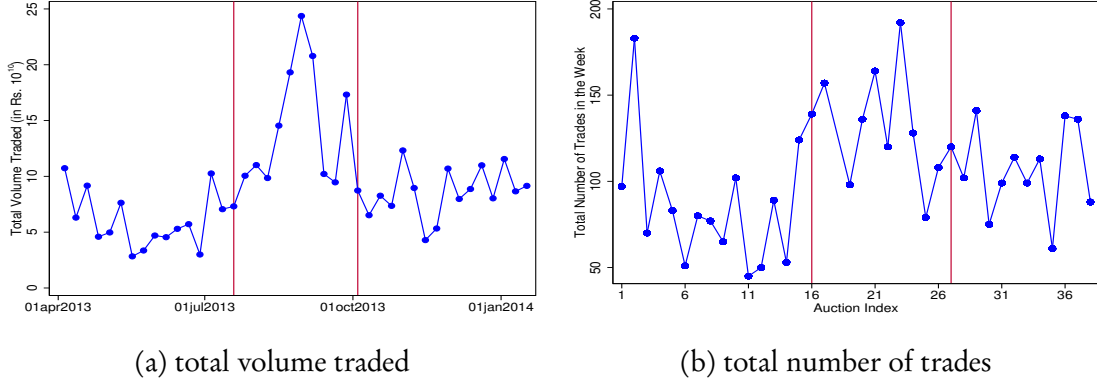 Total Volume Traded (in Rs. 10¹⁰)
25
20
15
10
5
0
01apr2013 01jul2013 01oct2013 01jan2014
(a) total volume traded
Total Number of Trades in the Week
200
150
100
50
1 6 11 16 21 26 31 36
Auction Index
(b) total number of trades